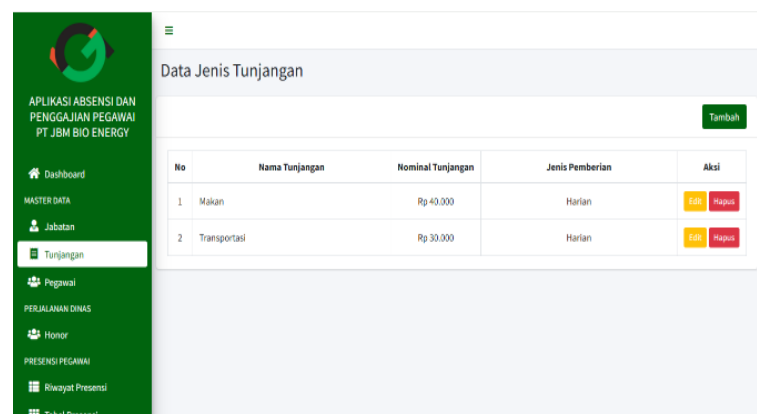 APLIKASI ABSENSI DAN
PENGGAJIAN PEGAWAI
PT JBM BIO ENERGY
Dashboard
MASTER DATA
Jabatan
Tunjangan
Pegawai
PERJALANAN DINAS
Honor
PRESENSI PEGAWAI
Riwayat Presensi
Tabel Presensi
Data Jenis Tunjangan
Tambah
No Nama Tunjangan Nominal Tunjangan Jenis Pemberian Aksi
1 Makan Rp 40.000 Harian Edit Hapus
2 Transportasi Rp 30.000 Harian Edit Hapus